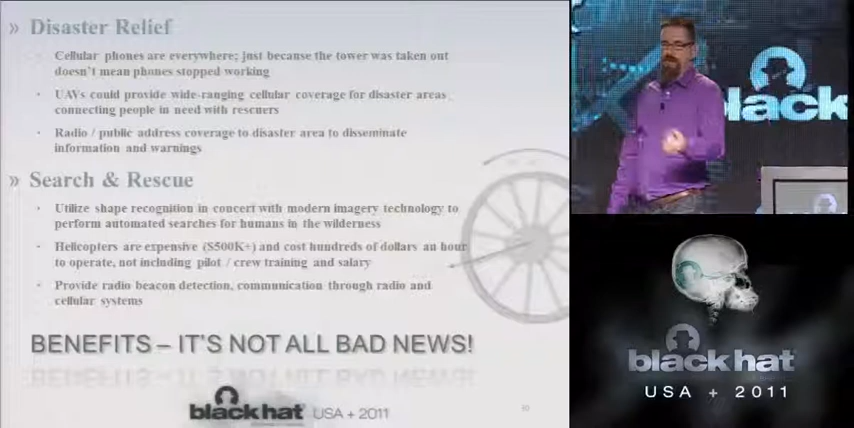 » Disaster Relief
· Cellular phones are everywhere; just because the tower was taken out
doesn't mean phones stopped working
· UAVs could provide wide-ranging cellular coverage for disaster areas
connecting people in need with rescuers
· Radio / public address coverage to disaster area to disseminate
information and warnings
» Search & Rescue
· Utilize shape recognition in concert with modern imagery technology to
perform automated searches for humans in the wilderness
· Helicopters are expensive ($500K+) and cost hundreds of dollars an hour
to operate, not including pilot / crew training and salary
· Provide radio beacon detection, communication through radio and
cellular systems
BENEFITS – IT'S NOT ALL BAD NEWS!
black hat USA + 2011
black
black hat
USA + 2011